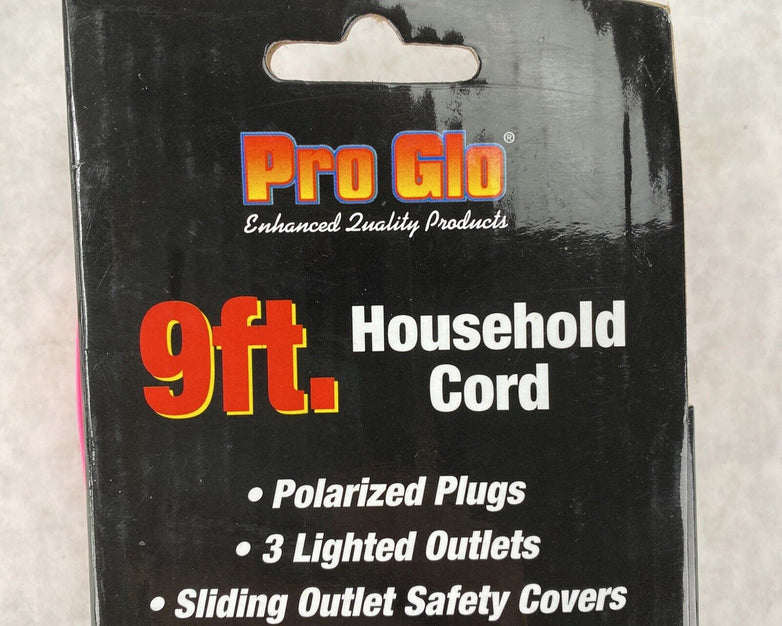 Pro Glo®
Enhanced Quality Products
9ft. Household
Cord
• Polarized Plugs
• 3 Lighted Outlets
• Sliding Outlet Safety Covers